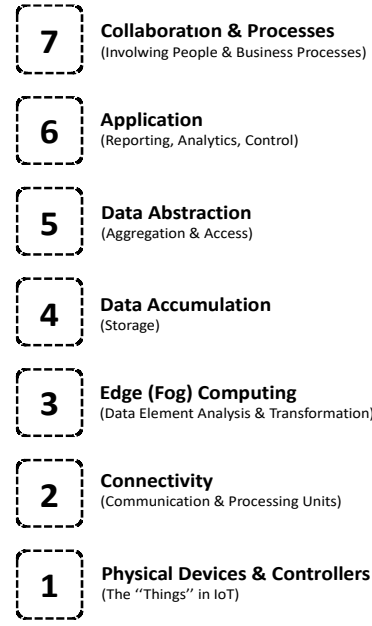 7
Collaboratıon & Processes
(Involwing People & Business Processes)
6
Application
(Reporting, Analytics, Control)
5
Data Abstraction
(Aggregation & Access)
4
Data Accumulation
(Storage)
3
Edge (Fog) Computing
(Data Element Analysis & Transformation)
2
Connectivity
(Communication & Processing Units)
1
Physical Devices & Controllers
(The ‘‘Things’’ in IoT)